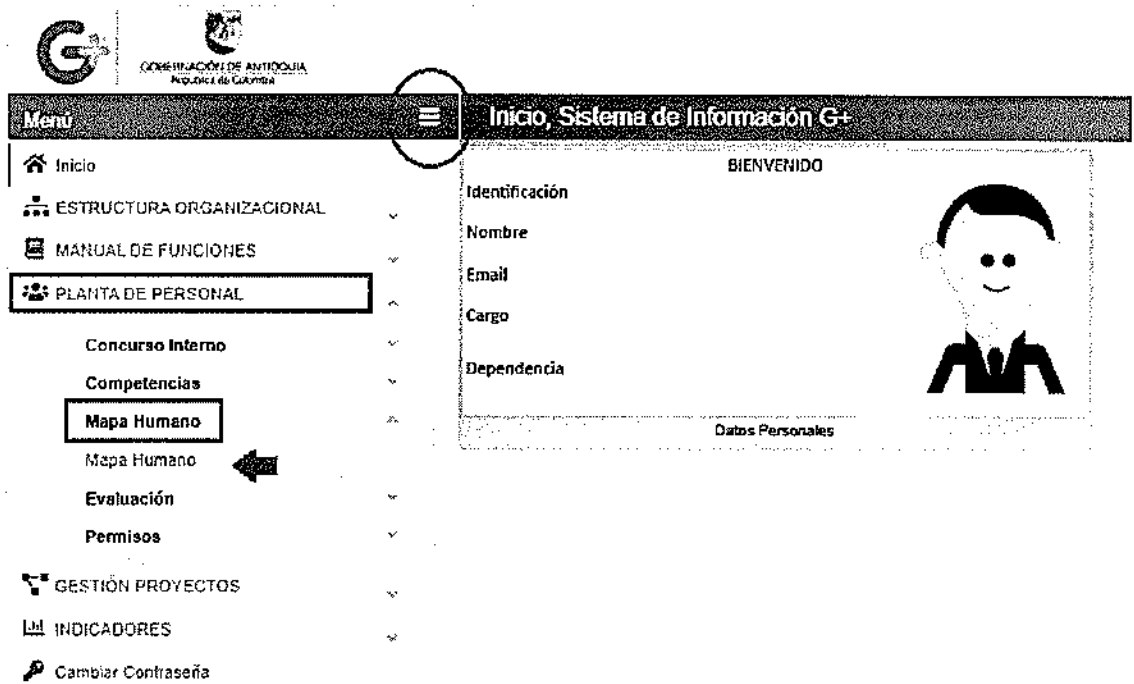 G+
GOBERNACIÓN DE ANTIOQUIA
República de Colombia
Menú
Inicio, Sistema de Información G+
Inicio
ESTRUCTURA ORGANIZACIONAL
MANUAL DE FUNCIONES
PLANTA DE PERSONAL
Concurso Interno
Competencias
Mapa Humano
Mapa Humano
Evaluación
Permisos
GESTIÓN PROYECTOS
INDICADORES
Cambiar Contraseña
BIENVENIDO
Identificación
Nombre
Email
Cargo
Dependencia
Datos Personales